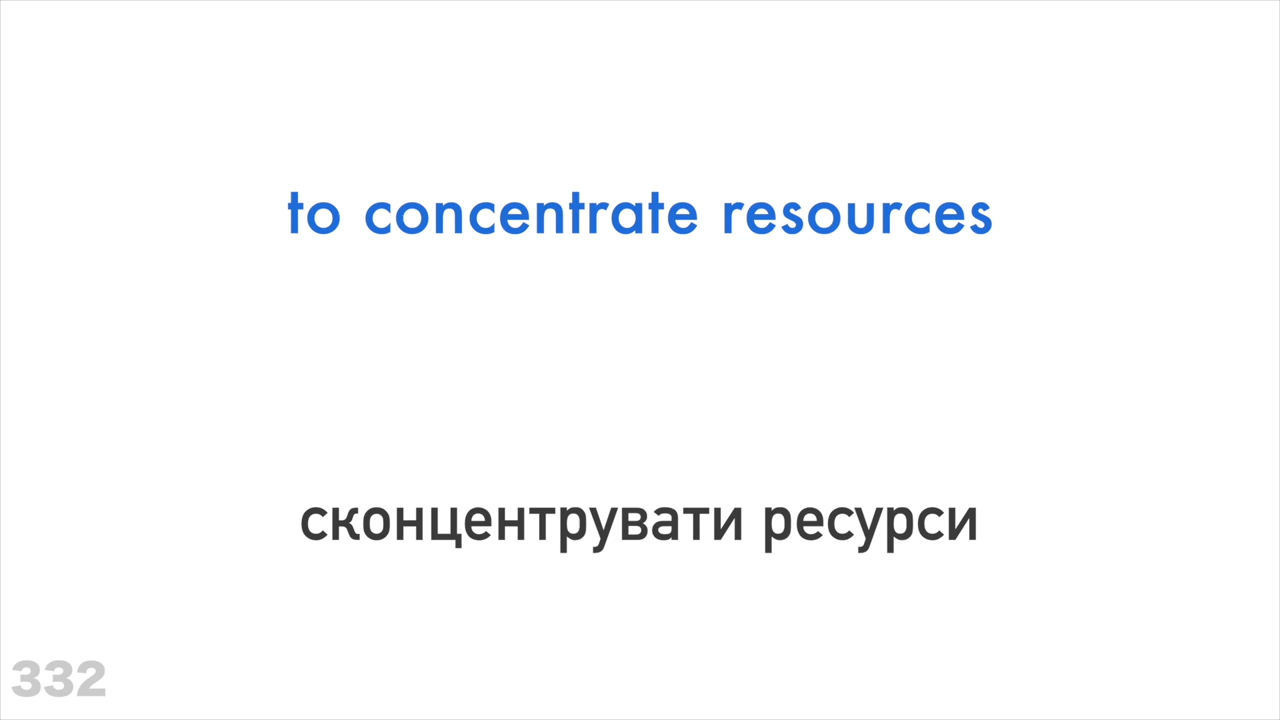 to concentrate resources
сконцентрувати ресурси
332